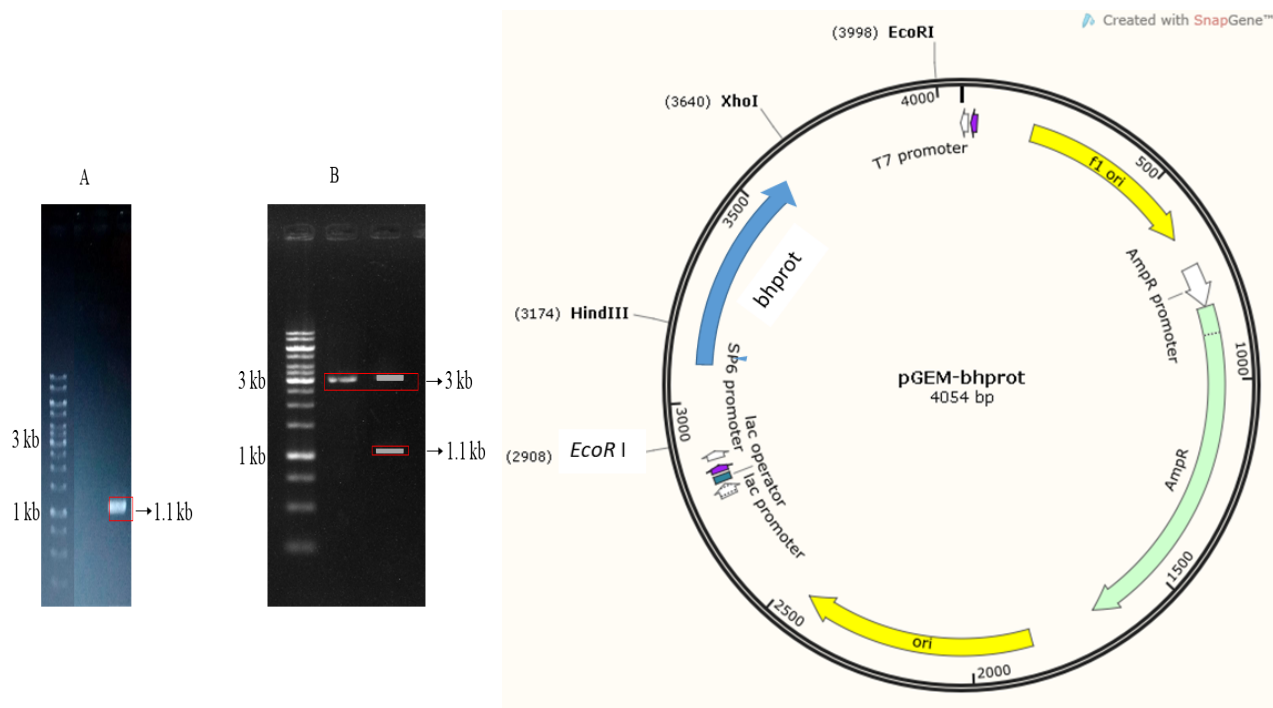 A
3 kb
1 kb
1.1 kb
B
3 kb
1 kb
3 kb
1.1 kb
Created with SnapGene™
(3998) EcoRI
(3640) XhoI
4000
T7 promoter
f1 ori
500
3500
bhprot
AmpR promoter
(3174) HindIII
SP6 promoter
1000
pGEM-bhprot
4054 bp
3000
(2908) EcoR I
lac operator
lac promoter
AmpR
1500
2500
ori
2000